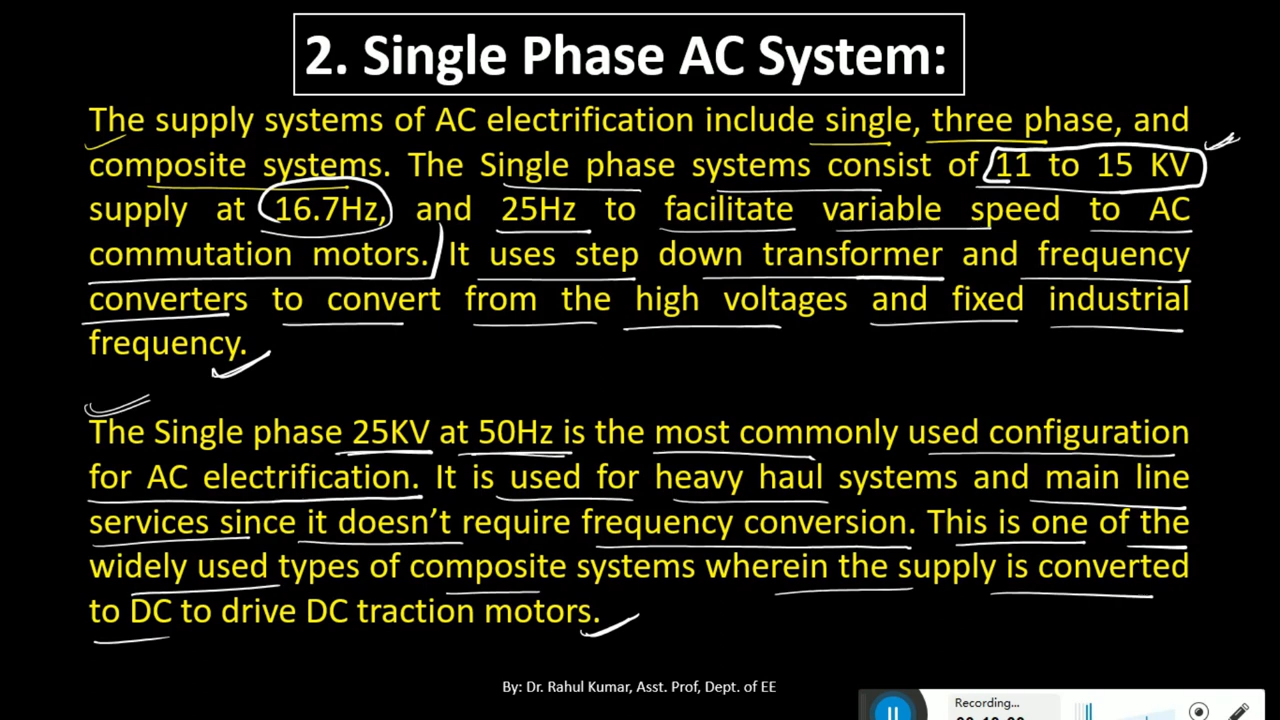 2. Single Phase AC System:
The supply systems of AC electrification include single, three phase, and
composite systems. The Single phase systems consist of 11 to 15 KV
supply at 16.7Hz, and 25Hz to facilitate variable speed to AC
commutation motors. It uses step down transformer and frequency
converters to convert from the high voltages and fixed industrial
frequency.
The Single phase 25KV at 50Hz is the most commonly used configuration
for AC electrification. It is used for heavy haul systems and main line
services since it doesn’t require frequency conversion. This is one of the
widely used types of composite systems wherein the supply is converted
to DC to drive DC traction motors.
By: Dr. Rahul Kumar, Asst. Prof, Dept. of EE
Recording...